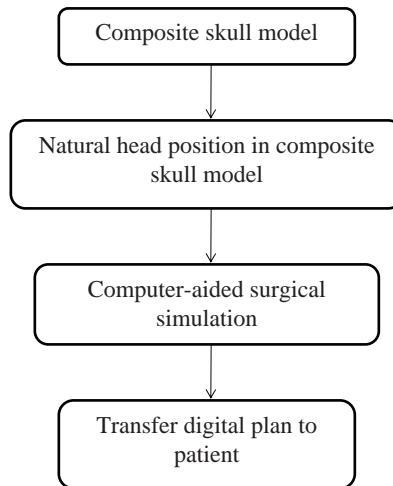 Composite skull model
Natural head position in composite
skull model
Computer-aided surgical
simulation
Transfer digital plan to
patient